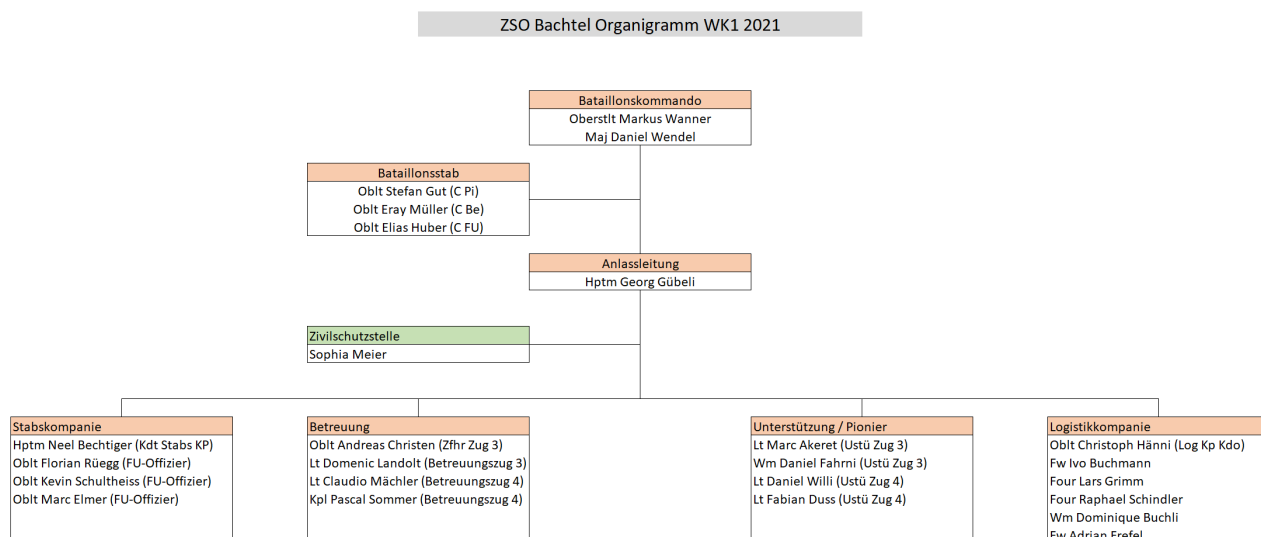 ZSO Bachtel Organigramm WK1 2021
Bataillonskommando
Oberstlt Markus Wanner
Maj Daniel Wendel
Bataillonsstab
Oblt Stefan Gut (C Pi)
Oblt Eray Müller (C Be)
Oblt Elias Huber (C FU)
Anlassleitung
Hptm Georg Gübeli
Zivilschutzstelle
Sophia Meier
Stabskompanie
Hptm Neel Bechtiger (Kdt Stabs KP)
Oblt Florian Rüegg (FU-Offizier)
Oblt Kevin Schultheiss (FU-Offizier)
Oblt Marc Elmer (FU-Offizier)
Betreuung
Oblt Andreas Christen (Zfhr Zug 3)
Lt Domenic Landolt (Betreuungszug 3)
Lt Claudio Mächler (Betreuungszug 4)
Kpl Pascal Sommer (Betreuungszug 4)
Unterstützung / Pionier
Lt Marc Akeret (Ustü Zug 3)
Wm Daniel Fahrni (Ustü Zug 3)
Lt Daniel Willi (Ustü Zug 4)
Lt Fabian Duss (Ustü Zug 4)
Logistikkompanie
Oblt Christoph Hänni (Log Kp Kdo)
Fw Ivo Buchmann
Four Lars Grimm
Four Raphael Schindler
Wm Dominique Buchli
Fw Adrian